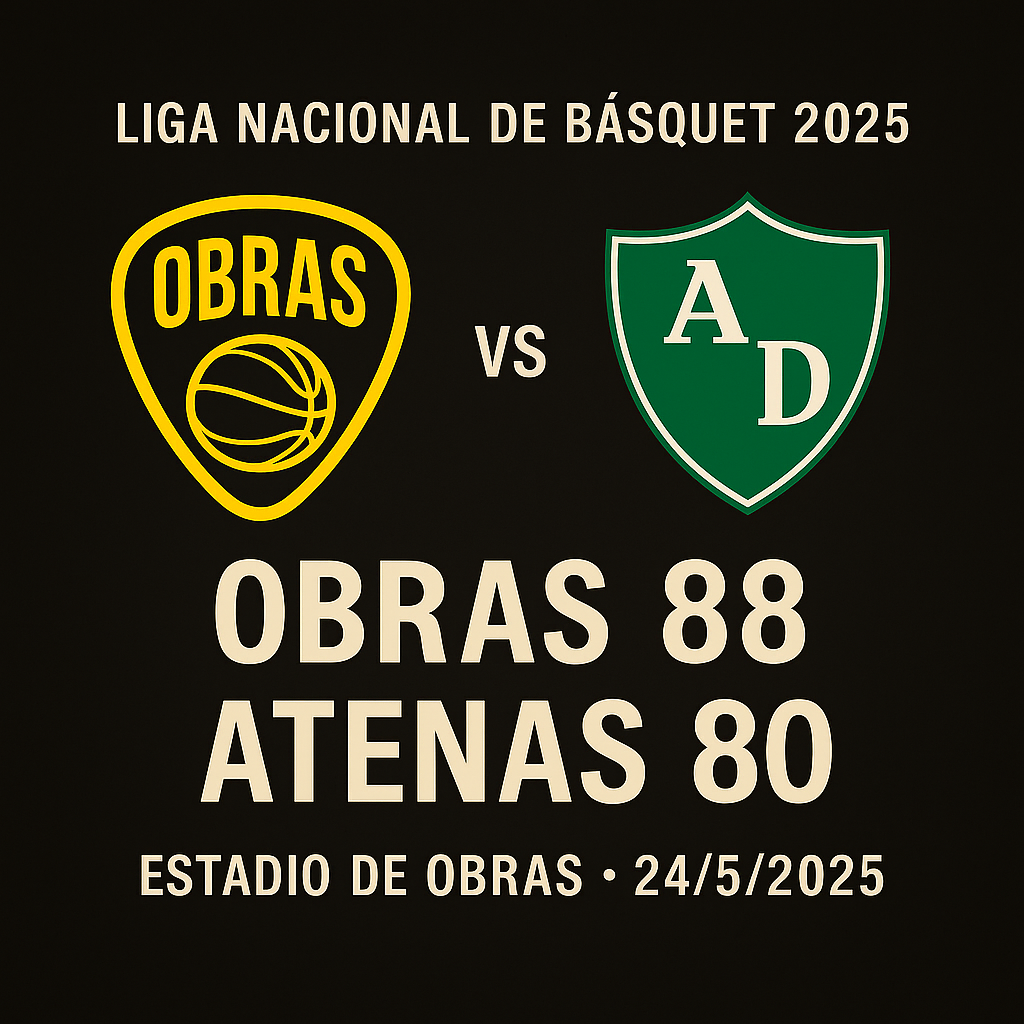 LIGA NACIONAL DE BÁSQUET 2025
OBRAS
VS
A
D
OBRAS 88
ATENAS 80
ESTADIO DE OBRAS • 24/5/2025